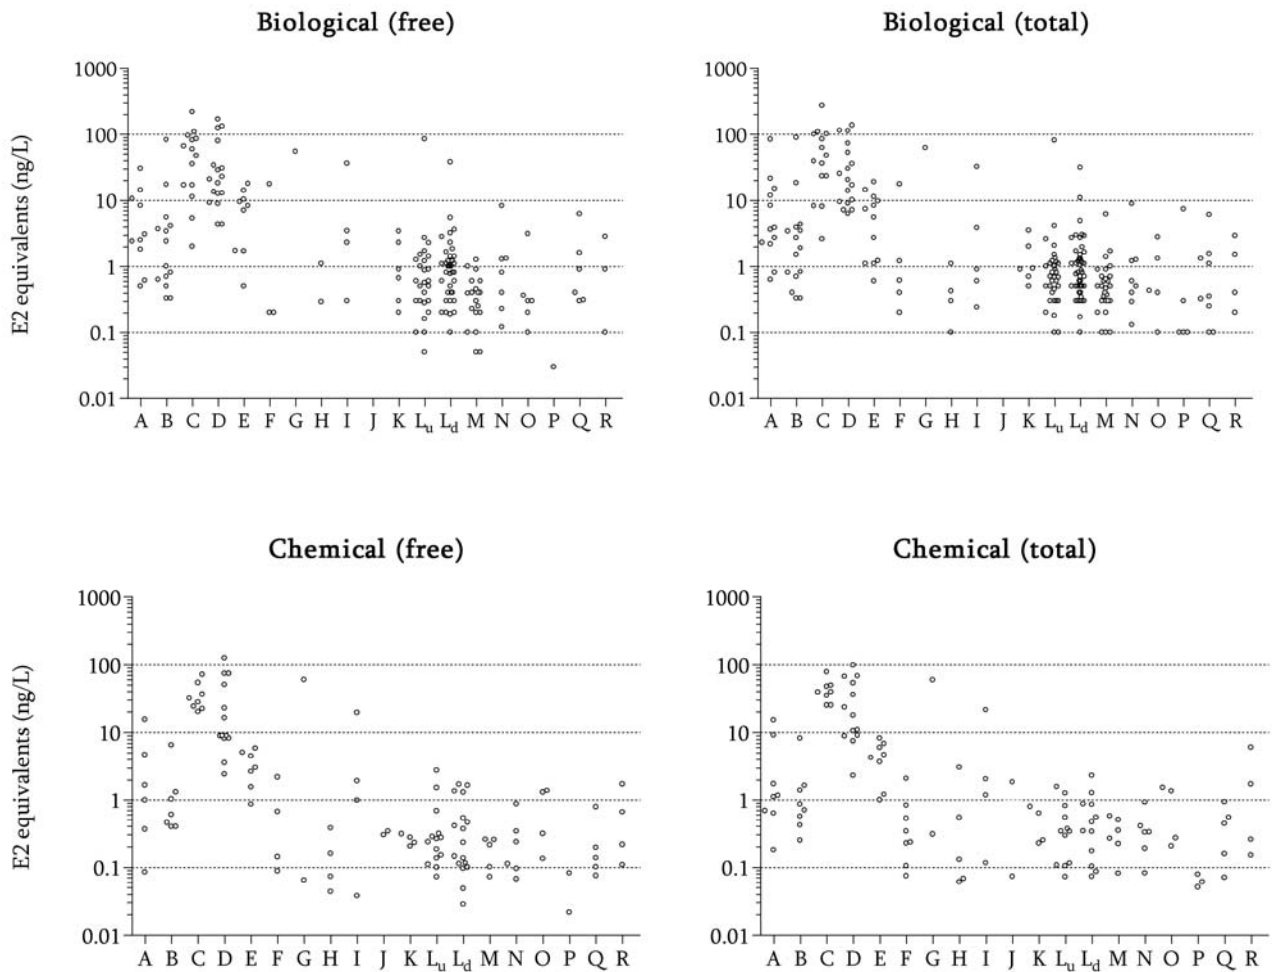 Biological (free)
Biological (total)
E2 equivalents (ng/L)
1000
100
10
1
0.1
0.01
A B C D E F G H I J K Lu Ld M N O P Q R
1000
100
10
1
0.1
0.01
A B C D E F G H I J K Lu Ld M N O P Q R
Chemical (free)
Chemical (total)
E2 equivalents (ng/L)
1000
100
10
1
0.1
0.01
A B C D E F G H I J K Lu Ld M N O P Q R
1000
100
10
1
0.1
0.01
A B C D E F G H I J K Lu Ld M N O P Q R